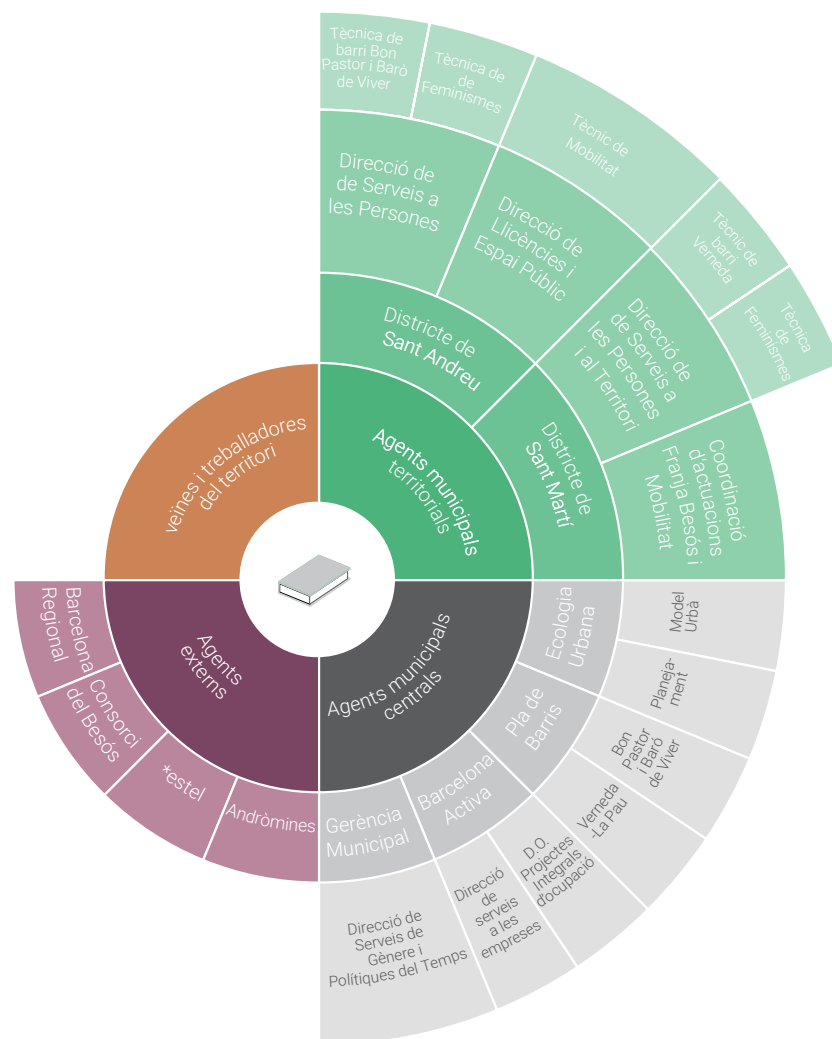 Tècnica de
barri Bon
Pastor i Barò
de Viver
Tècnica de
de
Feminismes
Tècnic de
Mobilitat
Tècnic de
barri
Verneda
Tècnica
de
Feminismes
Direcció de
de Serveis a
les Persones
Direcció de
Llicències i
Espai Públic
Direcció de
de Serveis a
les Persones
i al Territori
Coordinació
d'actuacions
Franja Besós i
Mobilitat
Districte de
Sant Andreu
Districte de
Sant Martí
veïnes i treballadores
del territori
Agents municipals
territorials
Agents
externs
Agents municipals
centrals
Barcelona
Regional
Consorci
del Besós
*estel
Andròmines
Gerència
Municipal
Barcelona
Activa
Pla de
Barris
Ecologia
Urbana
Model
Urbà
Planeja-
ment
Bon
Pastor
i Baró
de Viver
Verneda
-La Pau
D.O.
Projectes
Integrals
d'ocupació
Direcció
de
serveis
a les
empreses
Direcció de
Serveis de
Gènere i
Polítiques del Temps